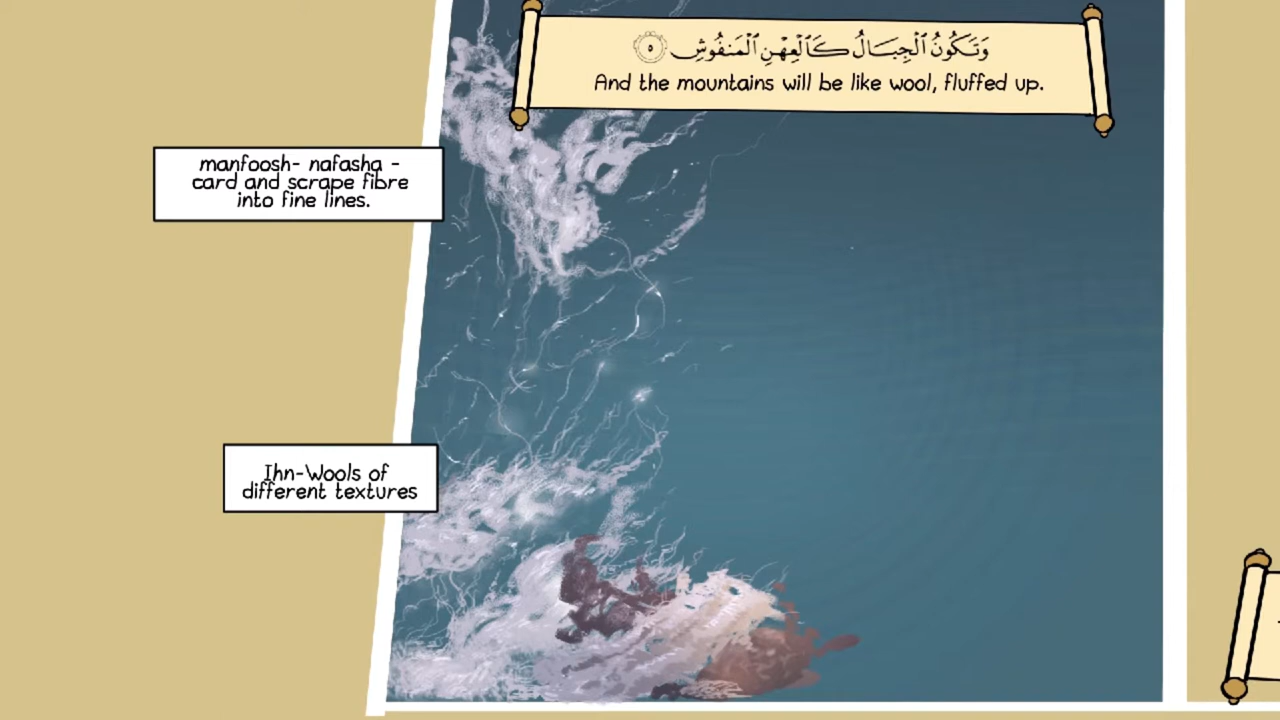 وَتَكُونُ ٱلْجِبَالُ كَٱلْعِهْنِ ٱلْمَنفُوشِ ٥
And the mountains will be like wool, fluffed up.
manfoosh- nafasha -
card and scrape fibre
into fine lines.
Ihn-Wools of
different textures